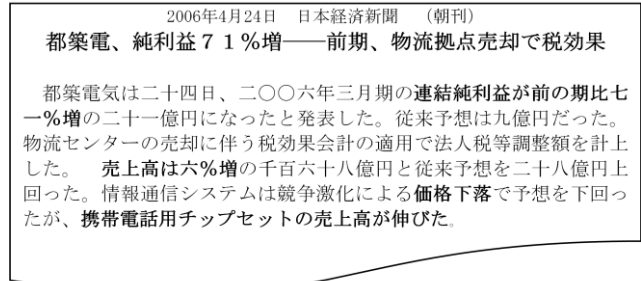 2006年4月24日 日本経済新聞 （朝刊）
都築電、純利益７１％増――前期、物流拠点売却で税効果
都築電気は二十四日、二〇〇六年三月期の連結純利益が前の期比七
一％増の二十一億円になったと発表した。従来予想は九億円だった。
物流センターの売却に伴う税効果会計の適用で法人税等調整額を計上
した。 売上高は六％増の千百六十八億円と従来予想を二十八億円上
回った。情報通信システムは競争激化による価格下落で予想を下回っ
たが、携帯電話用チップセットの売上高が伸びた。